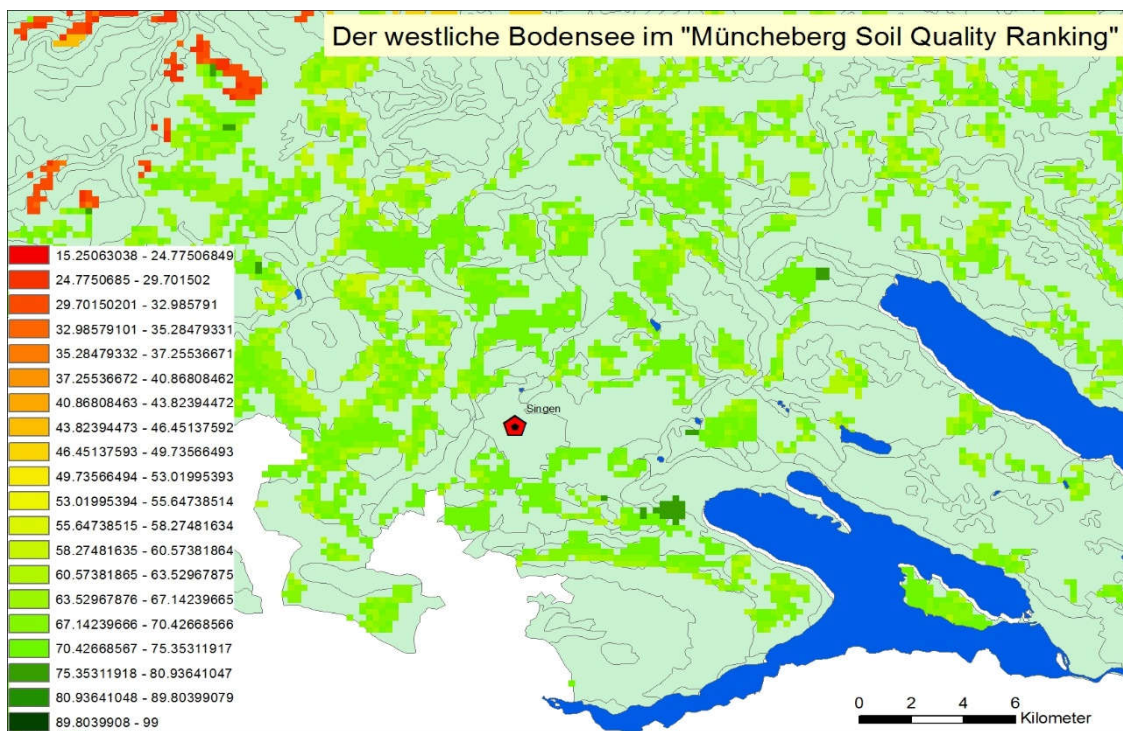 Der westliche Bodensee im "Müncheberg Soil Quality Ranking"
15.25063038 - 24.77506849
24.7750685 - 29.701502
29.70150201 - 32.985791
32.98579101 - 35.28479331
35.28479332 - 37.25536671
37.25536672 - 40.86808462
40.86808463 - 43.82394472
43.82394473 - 46.45137592
46.45137593 - 49.73566493
49.73566494 - 53.01995393
53.01995394 - 55.64738514
55.64738515 - 58.27481634
58.27481635 - 60.57381864
60.57381865 - 63.52967875
63.52967876 - 67.14239665
67.14239666 - 70.42668566
70.42668567 - 75.35311917
75.35311918 - 80.93641047
80.93641048 - 89.80399079
89.8039908 - 99
Singen
0 2 4 6
Kilometer